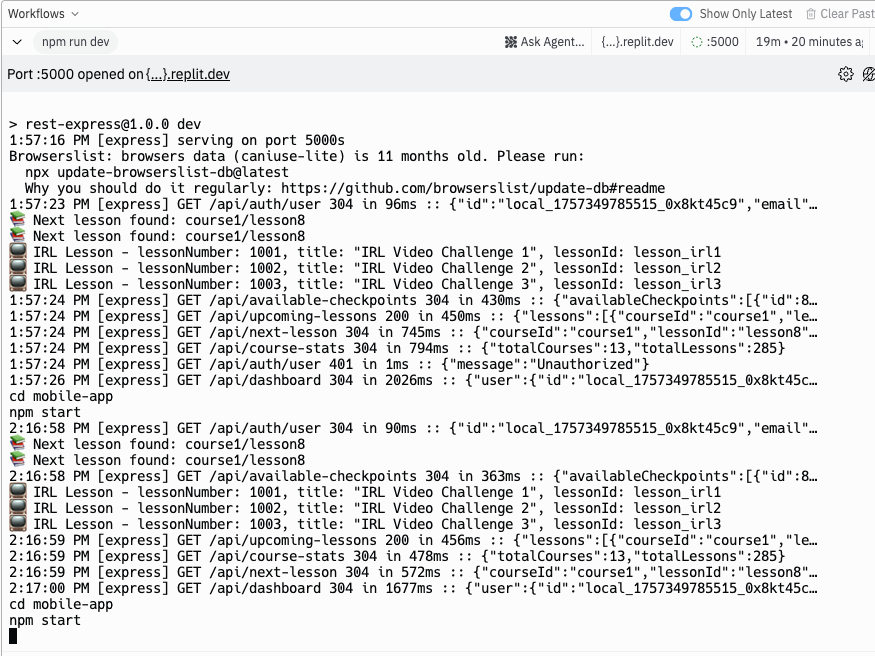 Workflows
Show Only Latest
Clear Past
npm run dev
Ask Agent...
{...}.replit.dev
:5000
19m • 20 minutes
Port :5000 opened on {...}.replit.dev
> rest-express@1.0.0 dev
1:57:16 PM [express] serving on port 5000s
Browserslist: browsers data (caniuse-lite) is 11 months old. Please run:
  npx update-browserslist-db@latest
  Why you should do it regularly: https://github.com/browserslist/update-db#readme
1:57:23 PM [express] GET /api/auth/user 304 in 96ms :: {"id":"local_1757349785515_0x8kt45c9","email"…
📚 Next lesson found: course1/lesson8
📚 Next lesson found: course1/lesson8
📺 IRL Lesson - lessonNumber: 1001, title: "IRL Video Challenge 1", lessonId: lesson_irl1
📺 IRL Lesson - lessonNumber: 1002, title: "IRL Video Challenge 2", lessonId: lesson_irl2
📺 IRL Lesson - lessonNumber: 1003, title: "IRL Video Challenge 3", lessonId: lesson_irl3
1:57:24 PM [express] GET /api/available-checkpoints 304 in 430ms :: {"availableCheckpoints":[{"id":8…
1:57:24 PM [express] GET /api/upcoming-lessons 200 in 450ms :: {"lessons":[{"courseId":"course1","le…
1:57:24 PM [express] GET /api/next-lesson 304 in 745ms :: {"courseId":"course1","lessonId":"lesson8"…
1:57:24 PM [express] GET /api/course-stats 304 in 794ms :: {"totalCourses":13,"totalLessons":285}
1:57:24 PM [express] GET /api/auth/user 401 in 1ms :: {"message":"Unauthorized"}
1:57:26 PM [express] GET /api/dashboard 304 in 2026ms :: {"user":{"id":"local_1757349785515_0x8kt45c…
cd mobile-app
npm start
2:16:58 PM [express] GET /api/auth/user 304 in 90ms :: {"id":"local_1757349785515_0x8kt45c9","email"…
📚 Next lesson found: course1/lesson8
📚 Next lesson found: course1/lesson8
2:16:58 PM [express] GET /api/available-checkpoints 304 in 363ms :: {"availableCheckpoints":[{"id":8…
📺 IRL Lesson - lessonNumber: 1001, title: "IRL Video Challenge 1", lessonId: lesson_irl1
📺 IRL Lesson - lessonNumber: 1002, title: "IRL Video Challenge 2", lessonId: lesson_irl2
📺 IRL Lesson - lessonNumber: 1003, title: "IRL Video Challenge 3", lessonId: lesson_irl3
2:16:59 PM [express] GET /api/upcoming-lessons 200 in 456ms :: {"lessons":[{"courseId":"course1","le…
2:16:59 PM [express] GET /api/course-stats 304 in 478ms :: {"totalCourses":13,"totalLessons":285}
2:16:59 PM [express] GET /api/next-lesson 304 in 572ms :: {"courseId":"course1","lessonId":"lesson8"…
2:17:00 PM [express] GET /api/dashboard 304 in 1677ms :: {"user":{"id":"local_1757349785515_0x8kt45c…
cd mobile-app
npm start